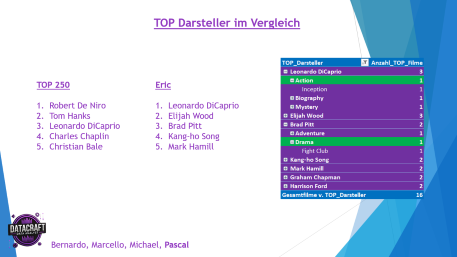 TOP Darsteller im Vergleich
TOP 250
1. Robert De Niro
2. Tom Hanks
3. Leonardo DiCaprio
4. Charles Chaplin
5. Christian Bale
Eric
1. Leonardo DiCaprio
2. Elijah Wood
3. Brad Pitt
4. Kang-ho Song
5. Mark Hamill
TOP_Darsteller Anzahl_TOP_Filme
Leonardo DiCaprio 3
Action 1
Inception 1
Biography 1
Mystery 1
Elijah Wood 3
Brad Pitt 2
Adventure 1
Drama 1
Fight Club 1
Kang-ho Song 2
Mark Hamill 2
Graham Chapman 2
Harrison Ford 2
Gesamtfilme v. TOP_Darsteller 16
DATACRAFT
Bernardo, Marcello, Michael, Pascal